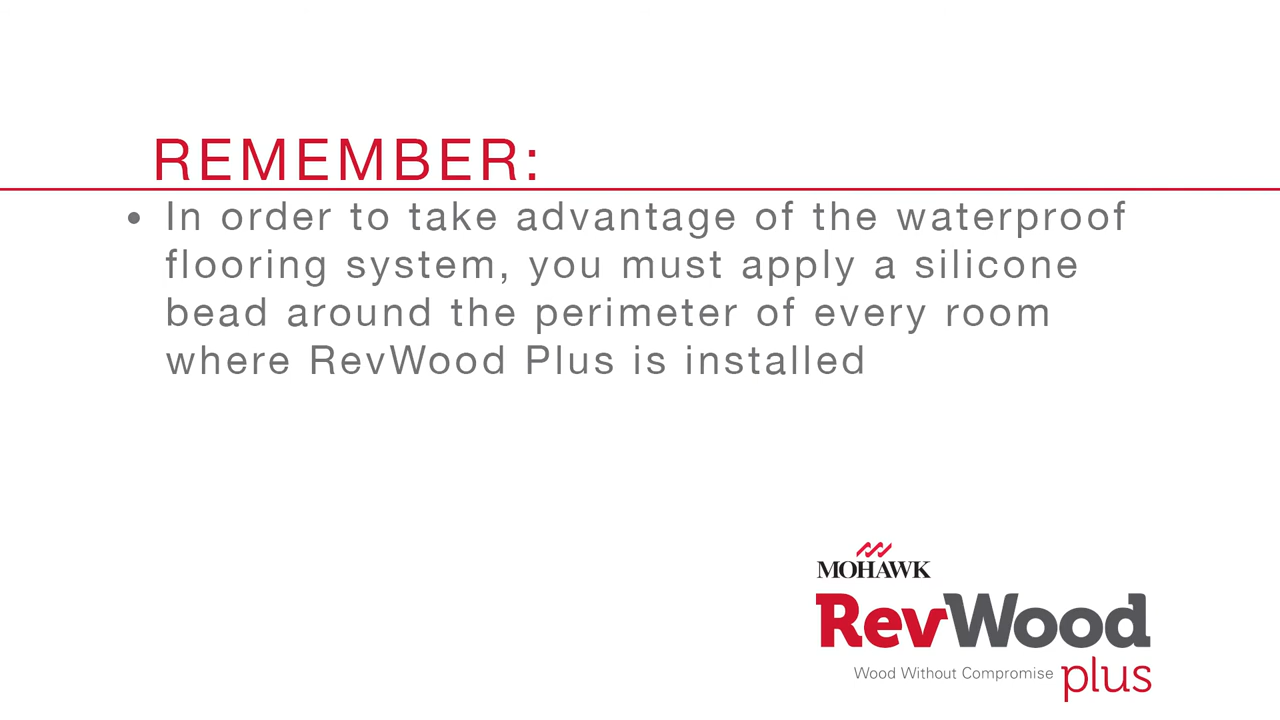 REMEMBER:
• In order to take advantage of the waterproof
flooring system, you must apply a silicone
bead around the perimeter of every room
where RevWood Plus is installed
MOHAWK
RevWood
Wood Without Compromise plus